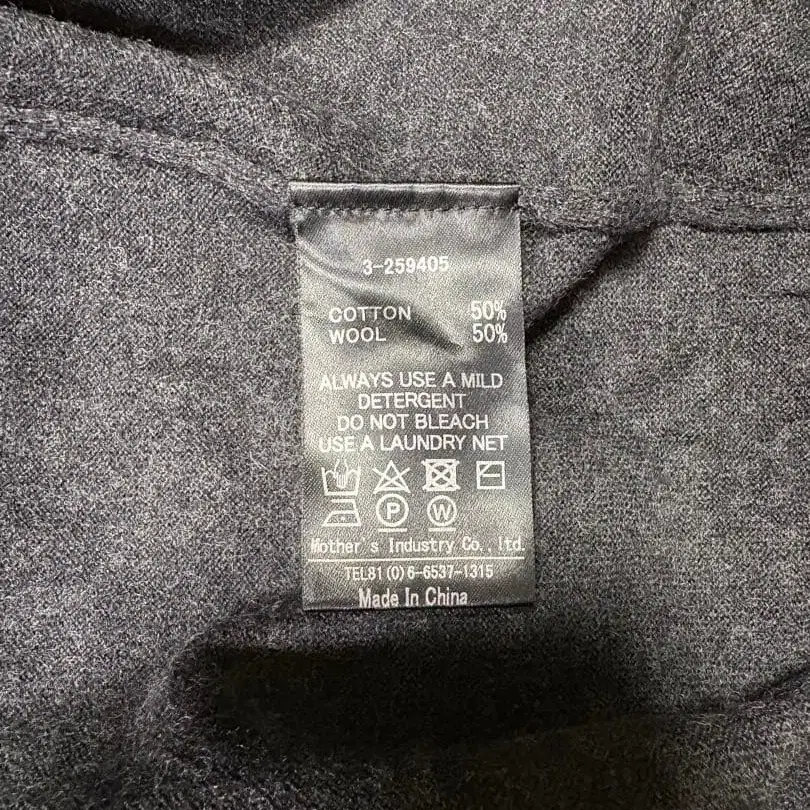 3-259405
COTTON 50%
WOOL 50%
ALWAYS USE A MILD
DETERGENT
DO NOT BLEACH
USE A LAUNDRY NET
P W
Mother's Industry Co.,ltd.
TEL81(0)6-6537-1315
Made In China